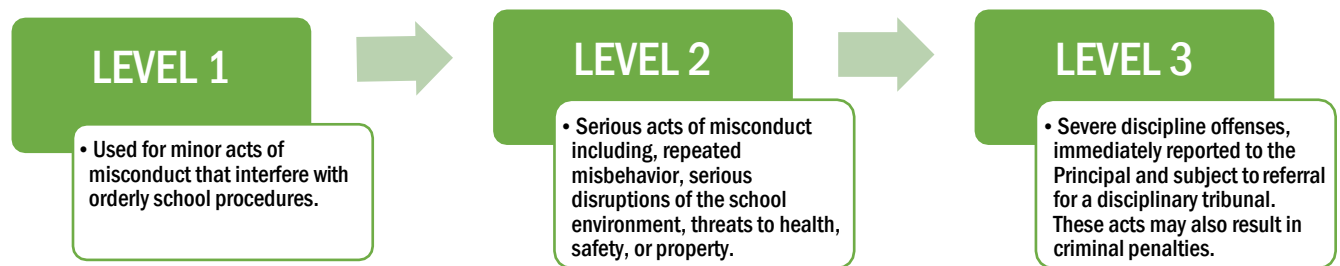 LEVEL 1
• Used for minor acts of
misconduct that interfere with
orderly school procedures.
LEVEL 2
• Serious acts of misconduct
including, repeated
misbehavior, serious
disruptions of the school
environment, threats to health,
safety, or property.
LEVEL 3
• Severe discipline offenses,
immediately reported to the
Principal and subject to referral
for a disciplinary tribunal.
These acts may also result in
criminal penalties.